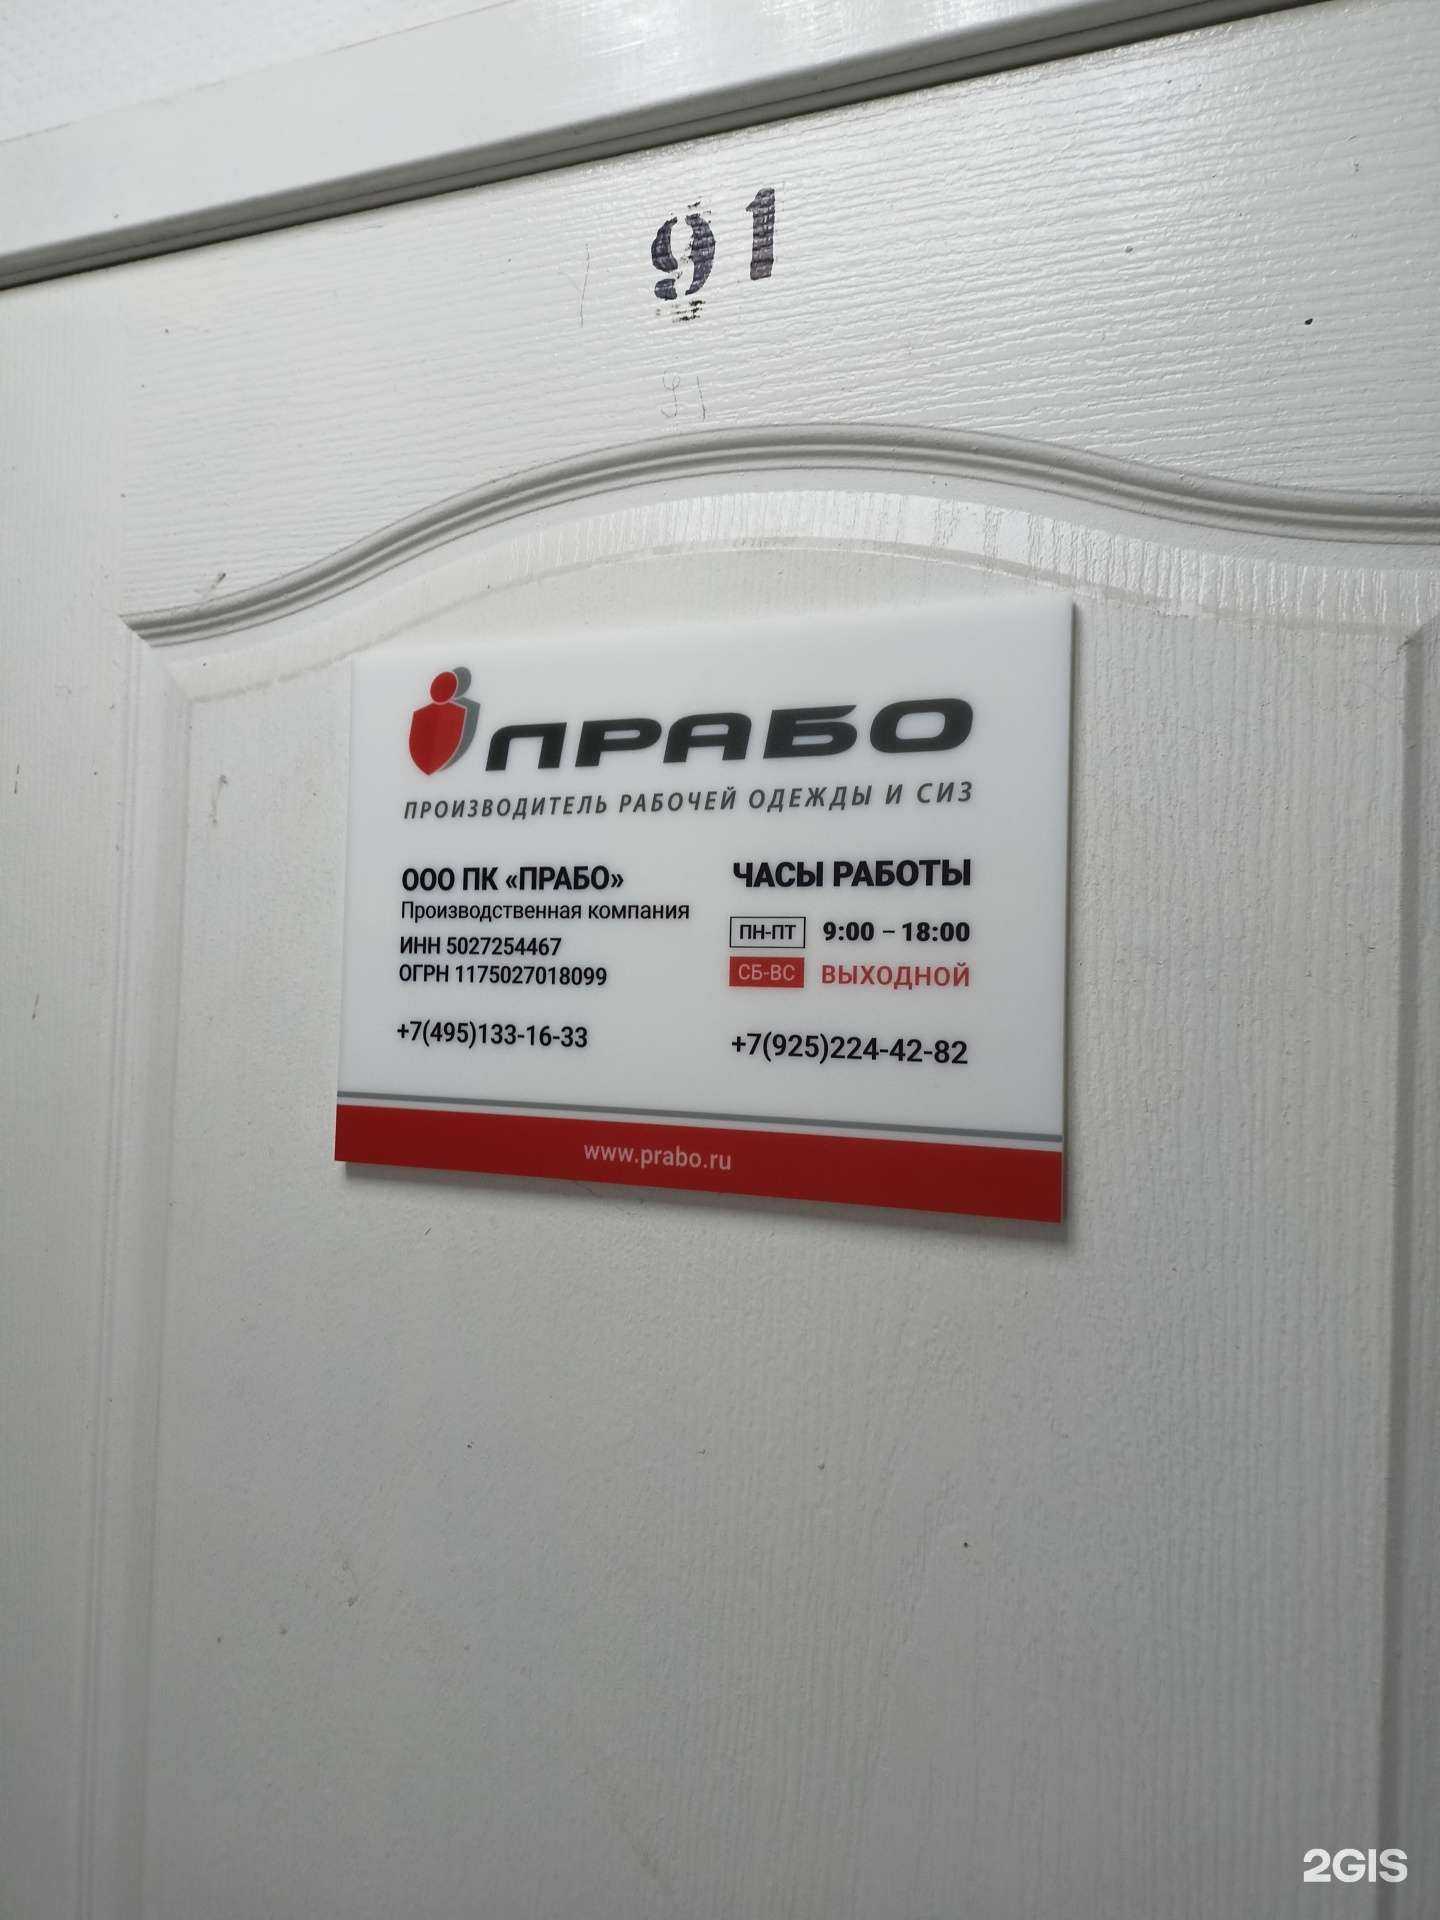 91
91
ПРАБО
ПРОИЗВОДИТЕЛЬ РАБОЧЕЙ ОДЕЖДЫ И СИЗ
ООО ПК «ПРАБО»
Производственная компания
ИНН 5027254467
ОГРН 1175027018099
+7(495)133-16-33
ЧАСЫ РАБОТЫ
ПН-ПТ 9:00 – 18:00
СБ-ВС ВЫХОДНОЙ
+7(925)224-42-82
www.prabo.ru
2GIS